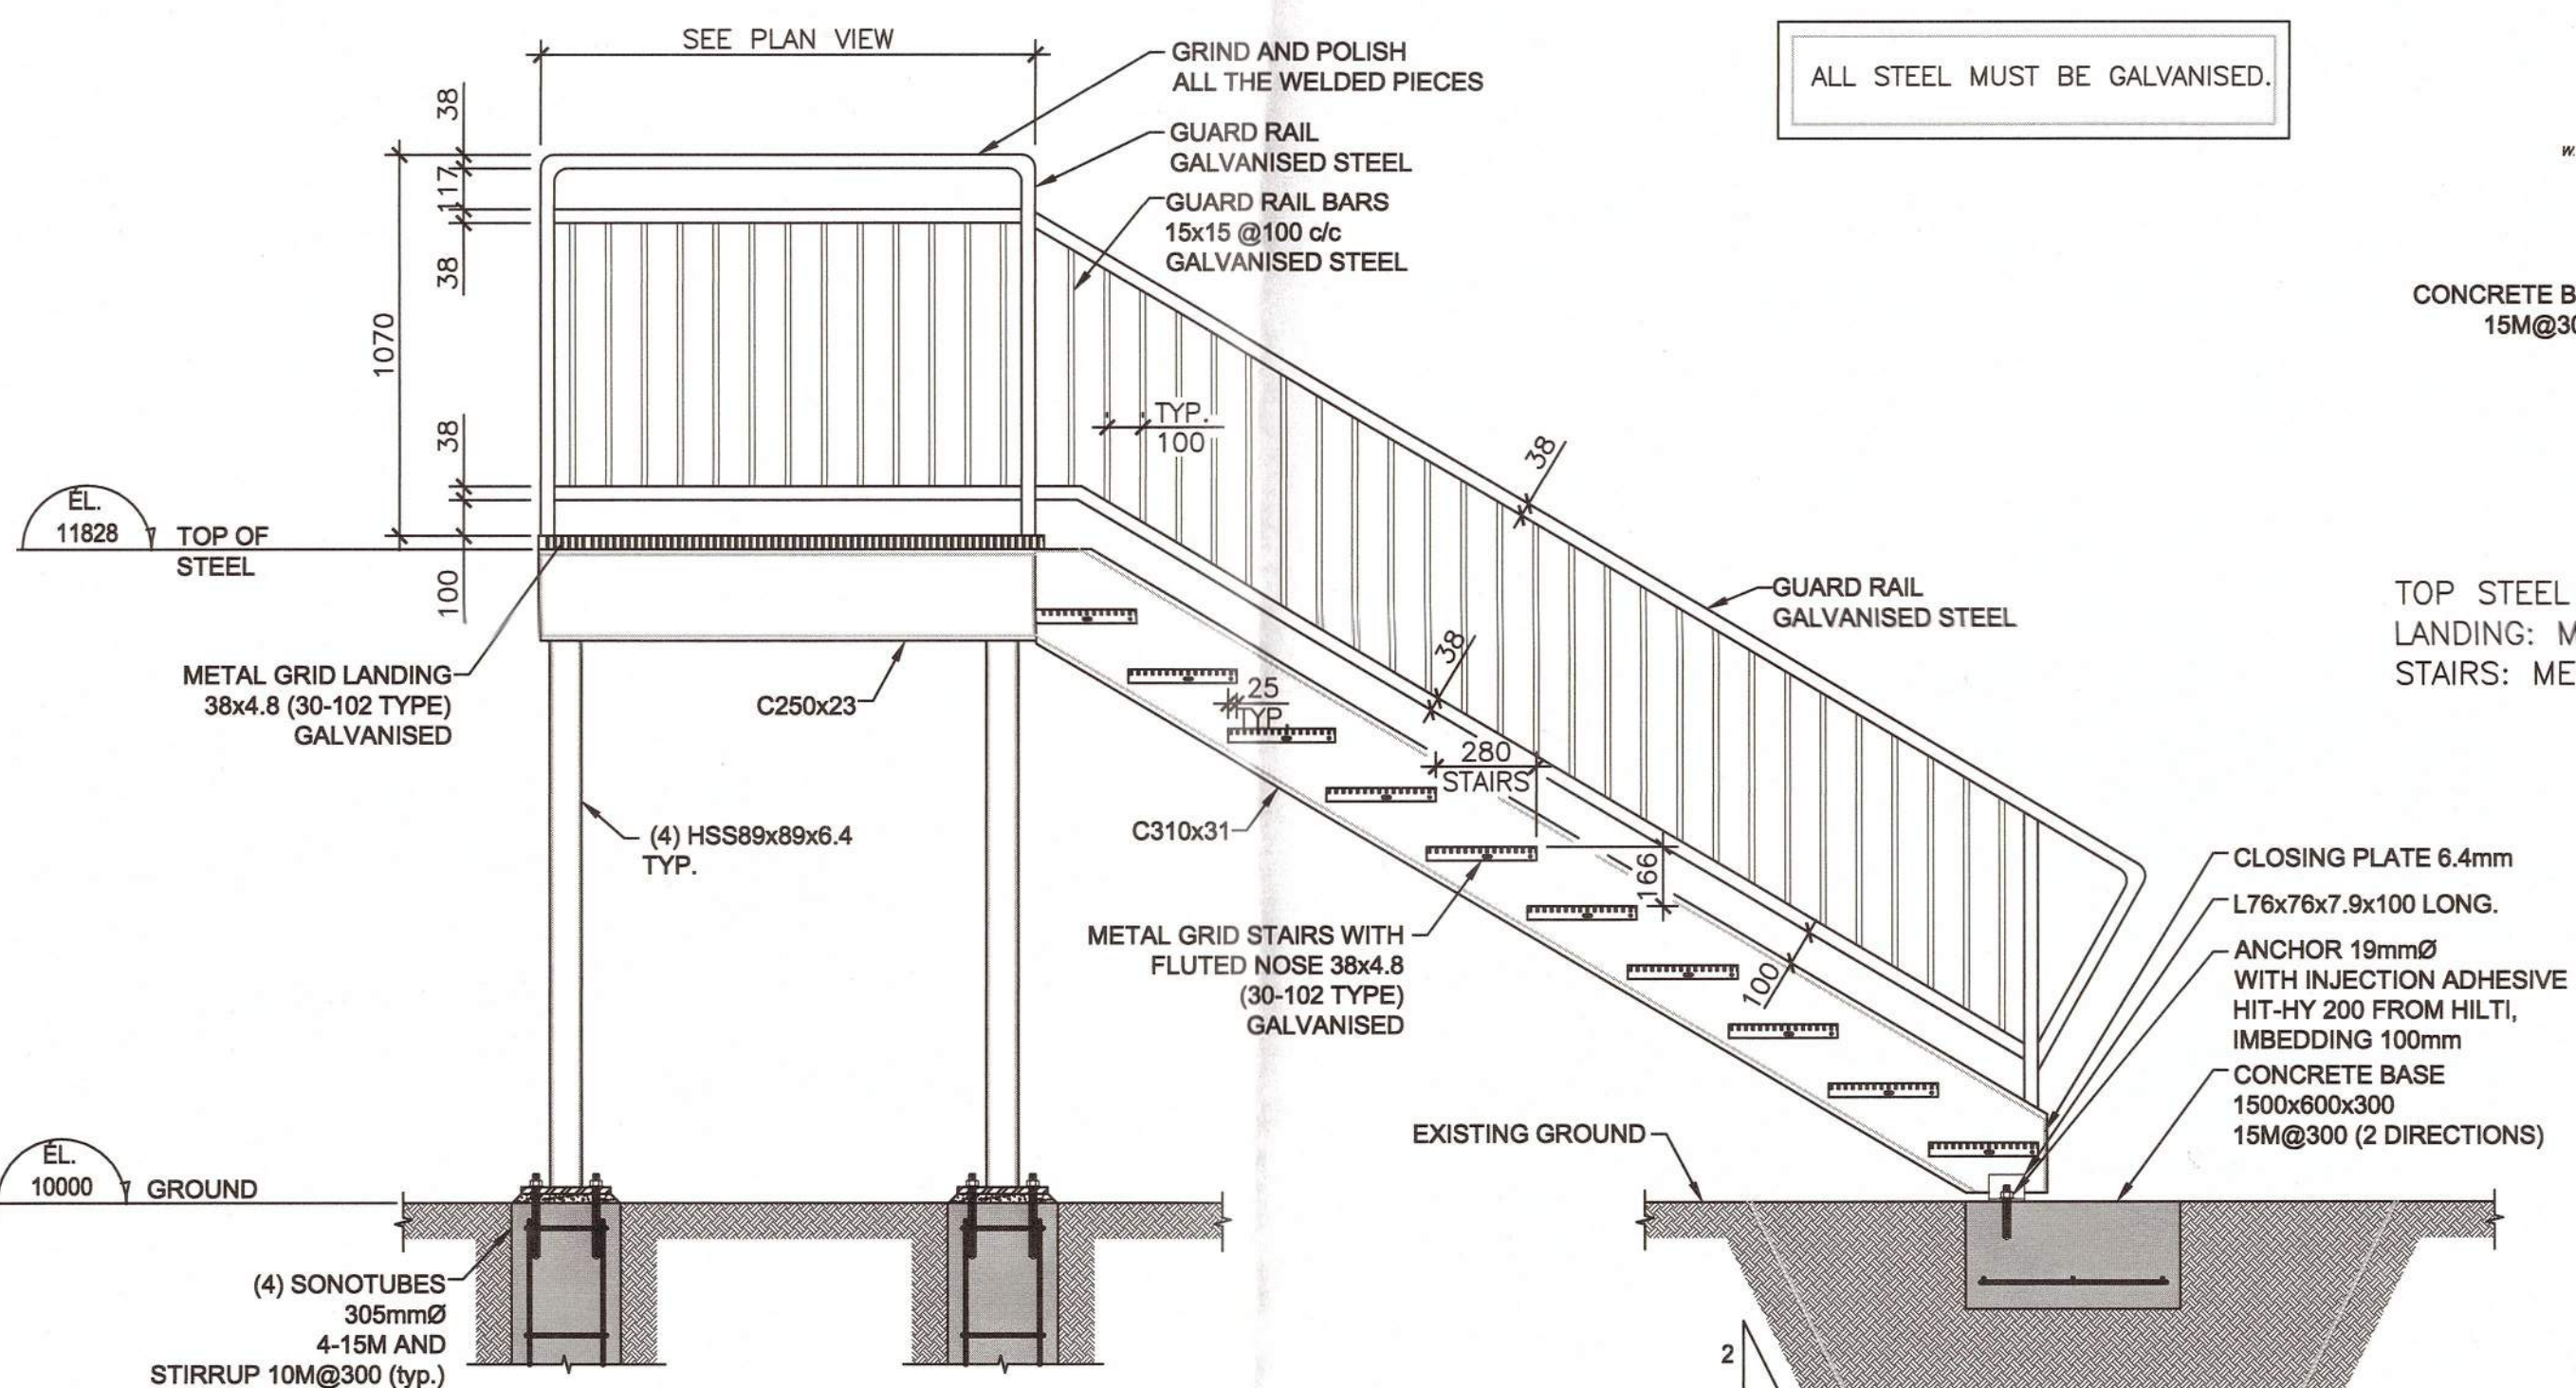 SEE PLAN VIEW
GRIND AND POLISH
ALL THE WELDED PIECES
GUARD RAIL
GALVANISED STEEL
GUARD RAIL BARS
15x15 @100 c/c
GALVANISED STEEL
ALL STEEL MUST BE GALVANISED.
38
117
38
1070
38
100
TYP.
100
38
CONCRETE
15M@
ÉL.
11828
TOP OF
STEEL
GUARD RAIL
GALVANISED STEEL
TOP STEEL
LANDING:
STAIRS:
METAL GRID LANDING
38x4.8 (30-102 TYPE)
GALVANISED
C250x23
38
25
TYP.
280
STAIRS
(4) HSS89x89x6.4
TYP.
C310x31
166
METAL GRID STAIRS WITH
FLUTED NOSE 38x4.8
(30-102 TYPE)
GALVANISED
100
CLOSING PLATE 6.4mm
L76x76x7.9x100 LONG.
ANCHOR 19mmØ
WITH INJECTION ADHESIVE
HIT-HY 200 FROM HILTI,
IMBEDDING 100mm
CONCRETE BASE
1500x600x300
15M@300 (2 DIRECTIONS)
EXISTING GROUND
ÉL.
10000
GROUND
(4) SONOTUBES
305mmØ
4-15M AND
STIRRUP 10M@300 (typ.)
2